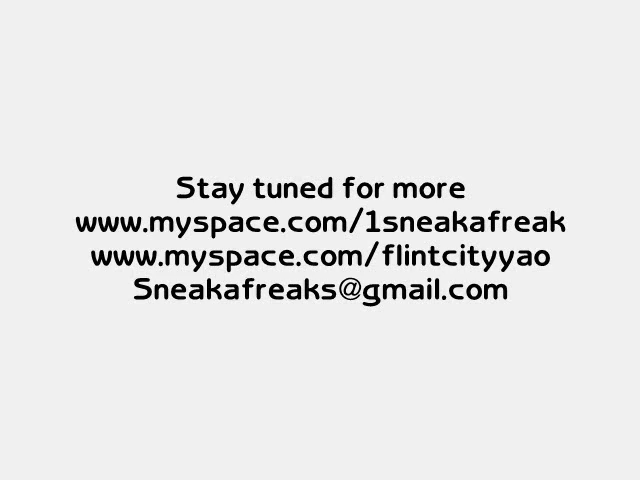 Stay tuned for more
www.myspace.com/1sneakafreak
www.myspace.com/flintcityyao
Sneakafreaks@gmail.com